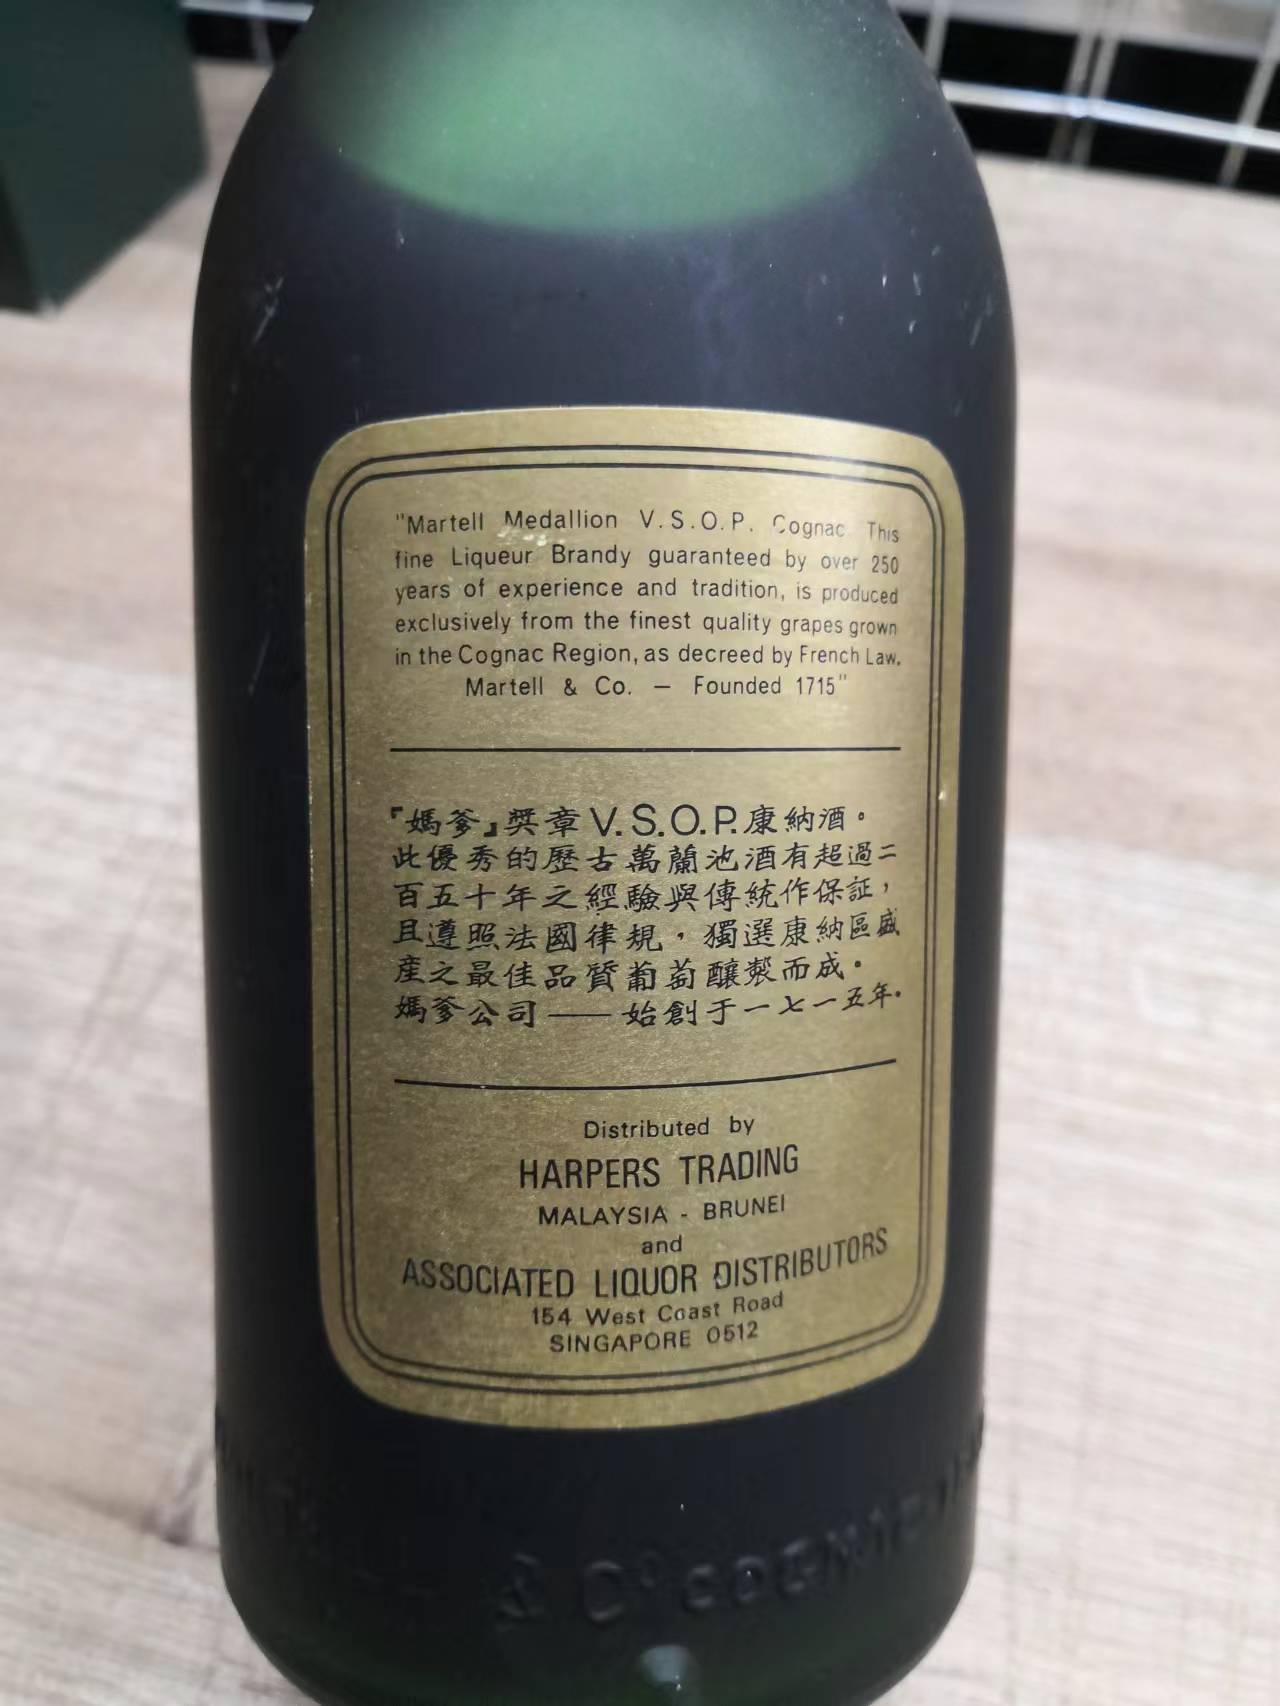 "Martell Medallion V.S.O.P. Cognac This
fine Liqueur Brandy guaranteed by over 250
years of experience and tradition, is produced
exclusively from the finest quality grapes grown
in the Cognac Region, as decreed by French Law.
Martell & Co. — Founded 1715"
『媽爹』獎章V.S.O.P.康納酒。
此優秀的歷古萬蘭池酒有超過二
百五十年之經驗與傳統作保証，
且遵照法國律規，獨選康納區盛
產之最佳品質葡萄釀製而成。
媽爹公司——始創于一七一五年。
Distributed by
HARPERS TRADING
MALAYSIA - BRUNEI
and
ASSOCIATED LIQUOR DISTRIBUTORS
154 West Coast Road
SINGAPORE 0512
& Cº COGNAC